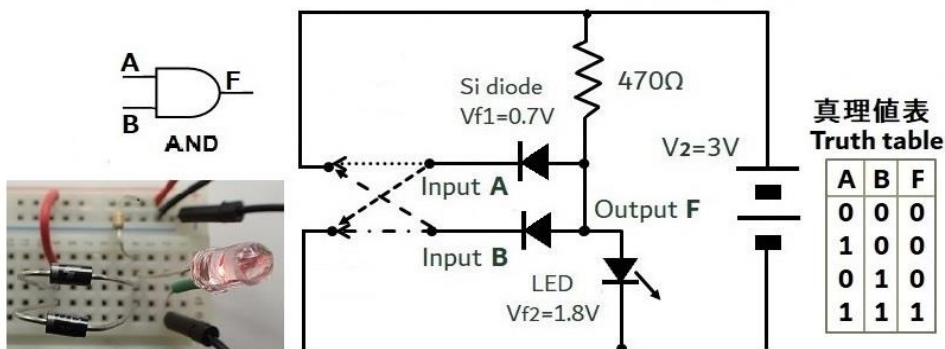 A
B
F
AND
Si diode
Vf1=0.7V
470Ω
V2=3V
Input A
Input B
Output F
LED
Vf2=1.8V
真理値表
Truth table
A B F
0 0 0
1 0 0
0 1 0
1 1 1